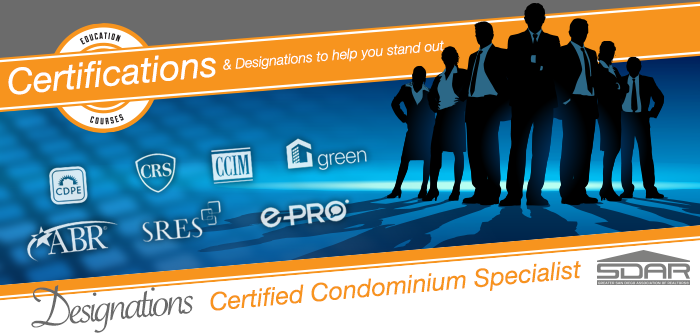 EDUCATION
Certifications & Designations to help you stand out
COURSES
CDPE
CRS
CCIM
green
ABR
SRES
e-PRO
Designations Certified Condominium Specialist
SDAR
GREATER SAN DIEGO ASSOCIATION OF REALTORS